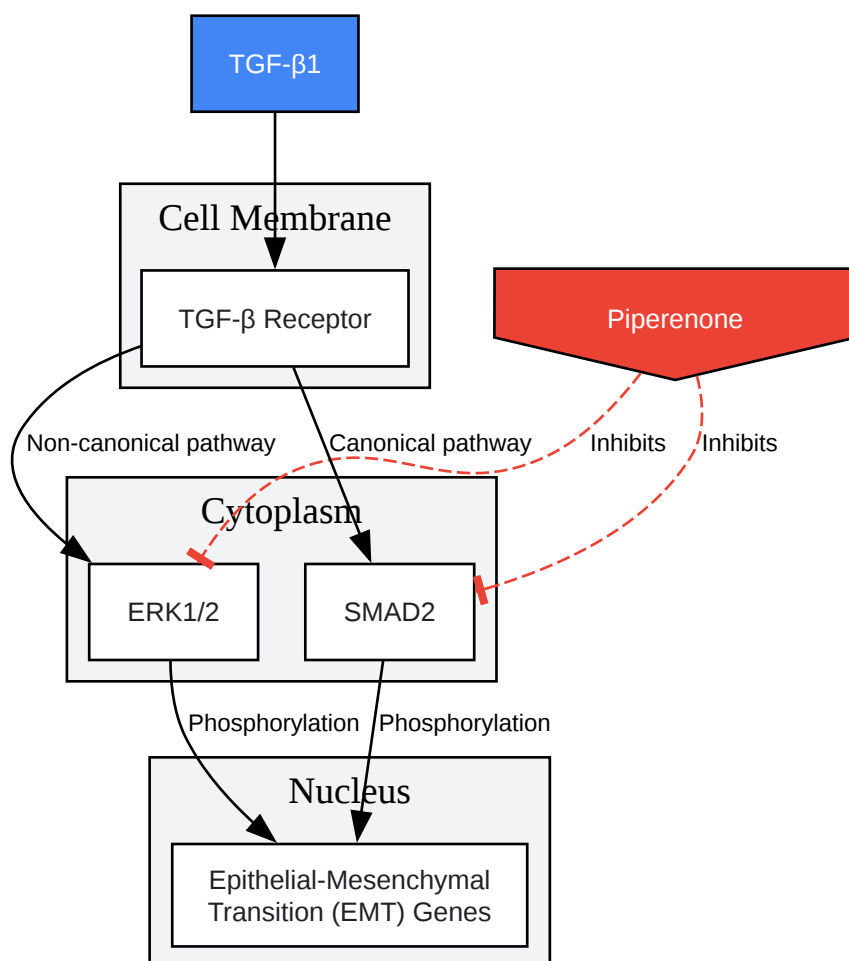 TGF-β1
Cell Membrane
TGF-β Receptor
Piperenone
Non-canonical pathway
Canonical pathway
Inhibits
Inhibits
Cytoplasm
ERK1/2
SMAD2
Phosphorylation
Phosphorylation
Nucleus
Epithelial-Mesenchymal
Transition (EMT) Genes